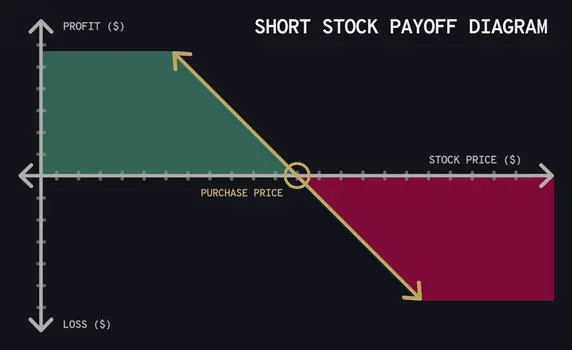 SHORT STOCK PAYOFF DIAGRAM
PROFIT ($)
STOCK PRICE ($)
PURCHASE PRICE
LOSS ($)